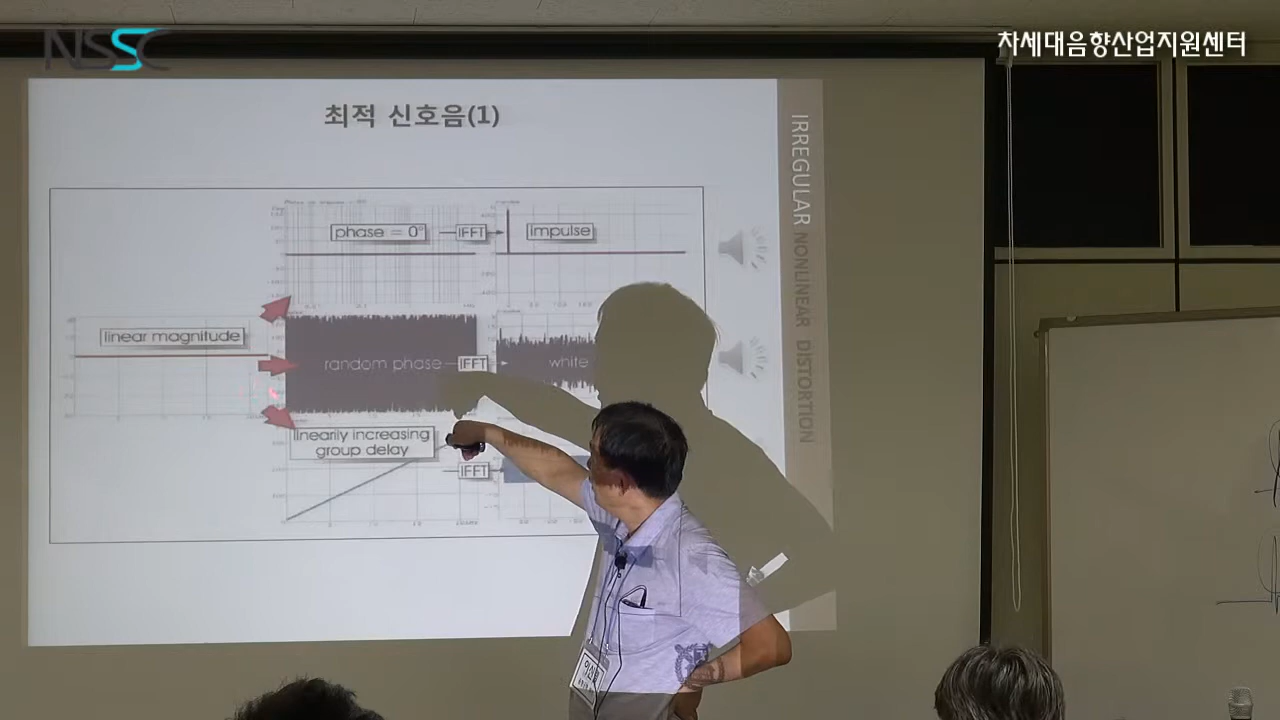 NSSC
차세대음향산업지원센터
최적 신호음(1)
IRREGULAR NONLINEAR DISTORTION
phase = 0°
IFFT
impulse
linear magnitude
random phase
IFFT
white
linearily increasing
group delay
IFFT